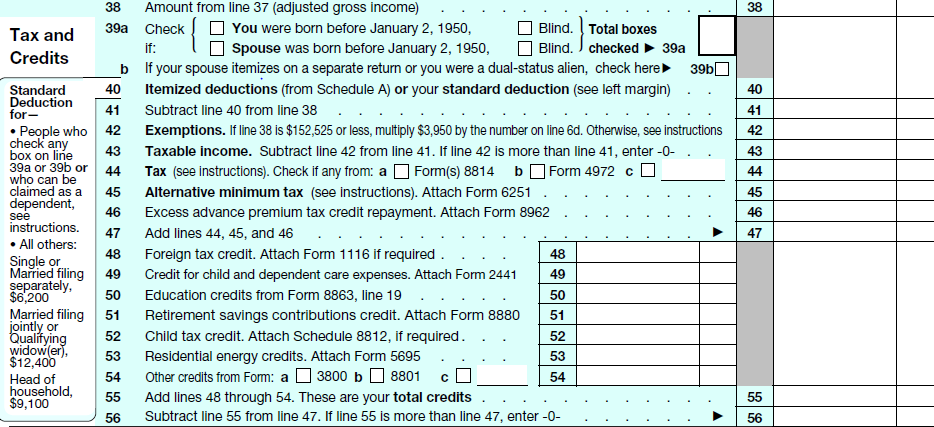 38 Amount from line 37 (adjusted gross income) . . . . . . . . . . . . . . 38
Tax and
Credits
39a Check if: { ☐ You were born before January 2, 1950, ☐ Blind. } Total boxes
☐ Spouse was born before January 2, 1950, ☐ Blind. checked ▶ 39a
b If your spouse itemizes on a separate return or you were a dual-status alien, check here ▶ 39b ☐
Standard
Deduction
for—
• People who
check any
box on line
39a or 39b or
who can be
claimed as a
dependent,
see
instructions.
• All others:
Single or
Married filing
separately,
$6,200
Married filing
jointly or
Qualifying
widow(er),
$12,400
Head of
household,
$9,100
40 Itemized deductions (from Schedule A) or your standard deduction (see left margin) . . 40
41 Subtract line 40 from line 38 . . . . . . . . . . . . . . . . . . 41
42 Exemptions. If line 38 is $152,525 or less, multiply $3,950 by the number on line 6d. Otherwise, see instructions 42
43 Taxable income. Subtract line 42 from line 41. If line 42 is more than line 41, enter -0- . . 43
44 Tax (see instructions). Check if any from: a ☐ Form(s) 8814 b ☐ Form 4972 c ☐ 44
45 Alternative minimum tax (see instructions). Attach Form 6251 . . . . . . . . . 45
46 Excess advance premium tax credit repayment. Attach Form 8962 . . . . . . . . 46
47 Add lines 44, 45, and 46 . . . . . . . . . . . . . . . . . . ▶ 47
48 Foreign tax credit. Attach Form 1116 if required . . . . 48
49 Credit for child and dependent care expenses. Attach Form 2441 49
50 Education credits from Form 8863, line 19 . . . . . 50
51 Retirement savings contributions credit. Attach Form 8880 51
52 Child tax credit. Attach Schedule 8812, if required . . . 52
53 Residential energy credits. Attach Form 5695 . . . . 53
54 Other credits from Form: a ☐ 3800 b ☐ 8801 c ☐ 54
55 Add lines 48 through 54. These are your total credits . . . . . . . . . . . . 55
56 Subtract line 55 from line 47. If line 55 is more than line 47, enter -0- . . . . . . ▶ 56